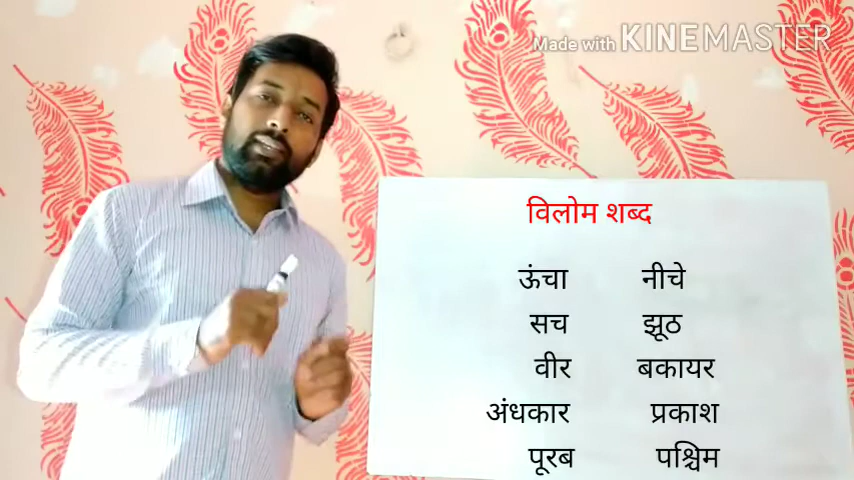 Made with KINEMASTER
विलोम शब्द
ऊंचा नीचे
सच झूठ
वीर बकायर
अंधकार प्रकाश
पूरब पश्चिम